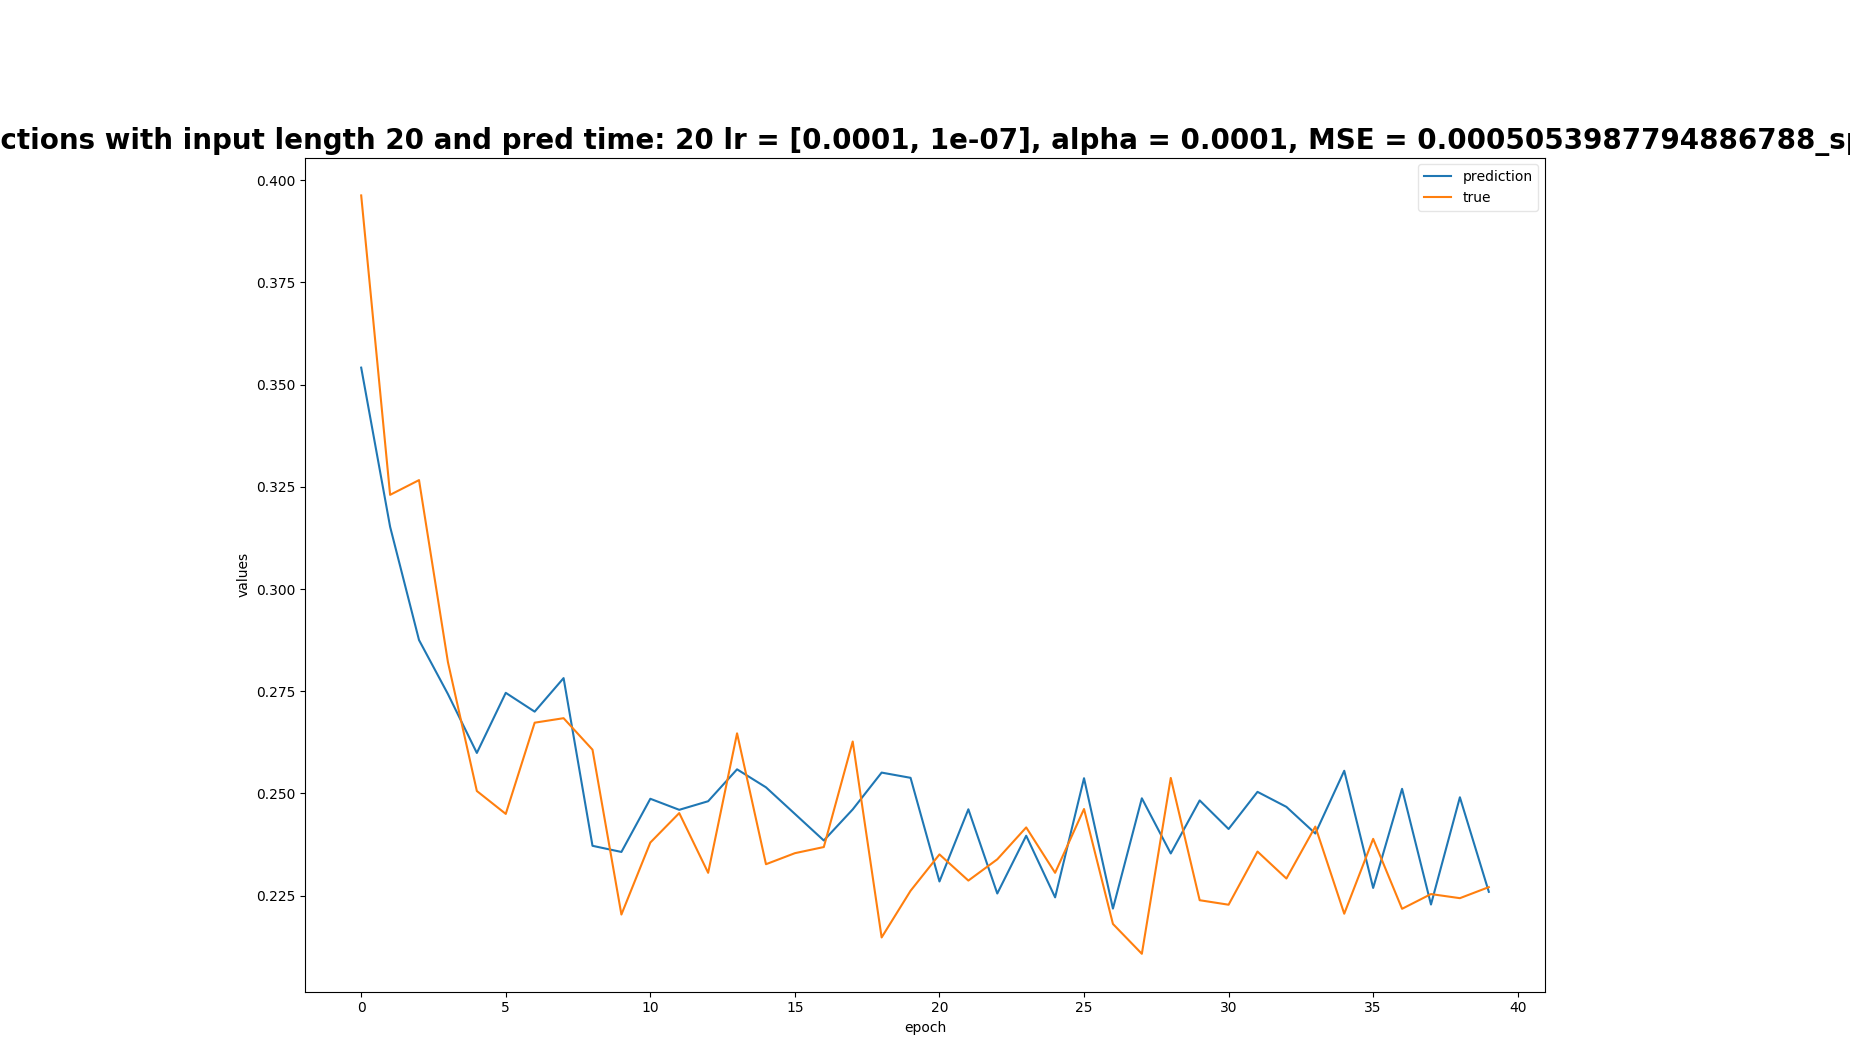 ctions with input length 20 and pred time: 20 lr = [0.0001, 1e-07], alpha = 0.0001, MSE = 0.0005053987794886788_sp
prediction
true
0.400
0.375
0.350
0.325
0.300
0.275
0.250
0.225
values
0 5 10 15 20 25 30 35 40
epoch